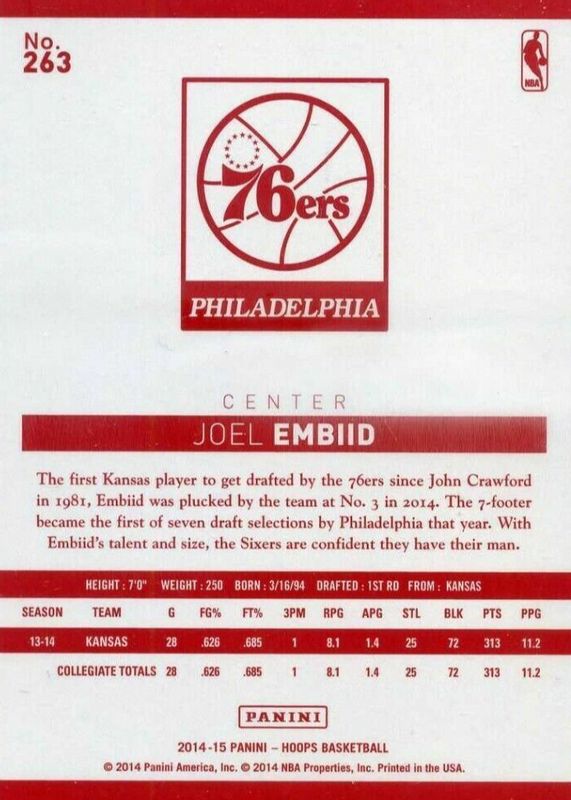 No.
263
NBA
76ers
PHILADELPHIA
CENTER
JOEL EMBIID
The first Kansas player to get drafted by the 76ers since John Crawford
in 1981, Embiid was plucked by the team at No. 3 in 2014. The 7-footer
became the first of seven draft selections by Philadelphia that year. With
Embiid's talent and size, the Sixers are confident they have their man.
HEIGHT : 7'0" WEIGHT : 250 BORN : 3/16/94 DRAFTED : 1ST RD FROM : KANSAS
SEASON TEAM G FG% FT% 3PM RPG APG STL BLK PTS PPG
13-14 KANSAS 28 .626 .685 1 8.1 1.4 25 72 313 11.2
COLLEGIATE TOTALS 28 .626 .685 1 8.1 1.4 25 72 313 11.2
PANINI
2014-15 PANINI – HOOPS BASKETBALL
© 2014 Panini America, Inc. © 2014 NBA Properties, Inc. Printed in the USA.